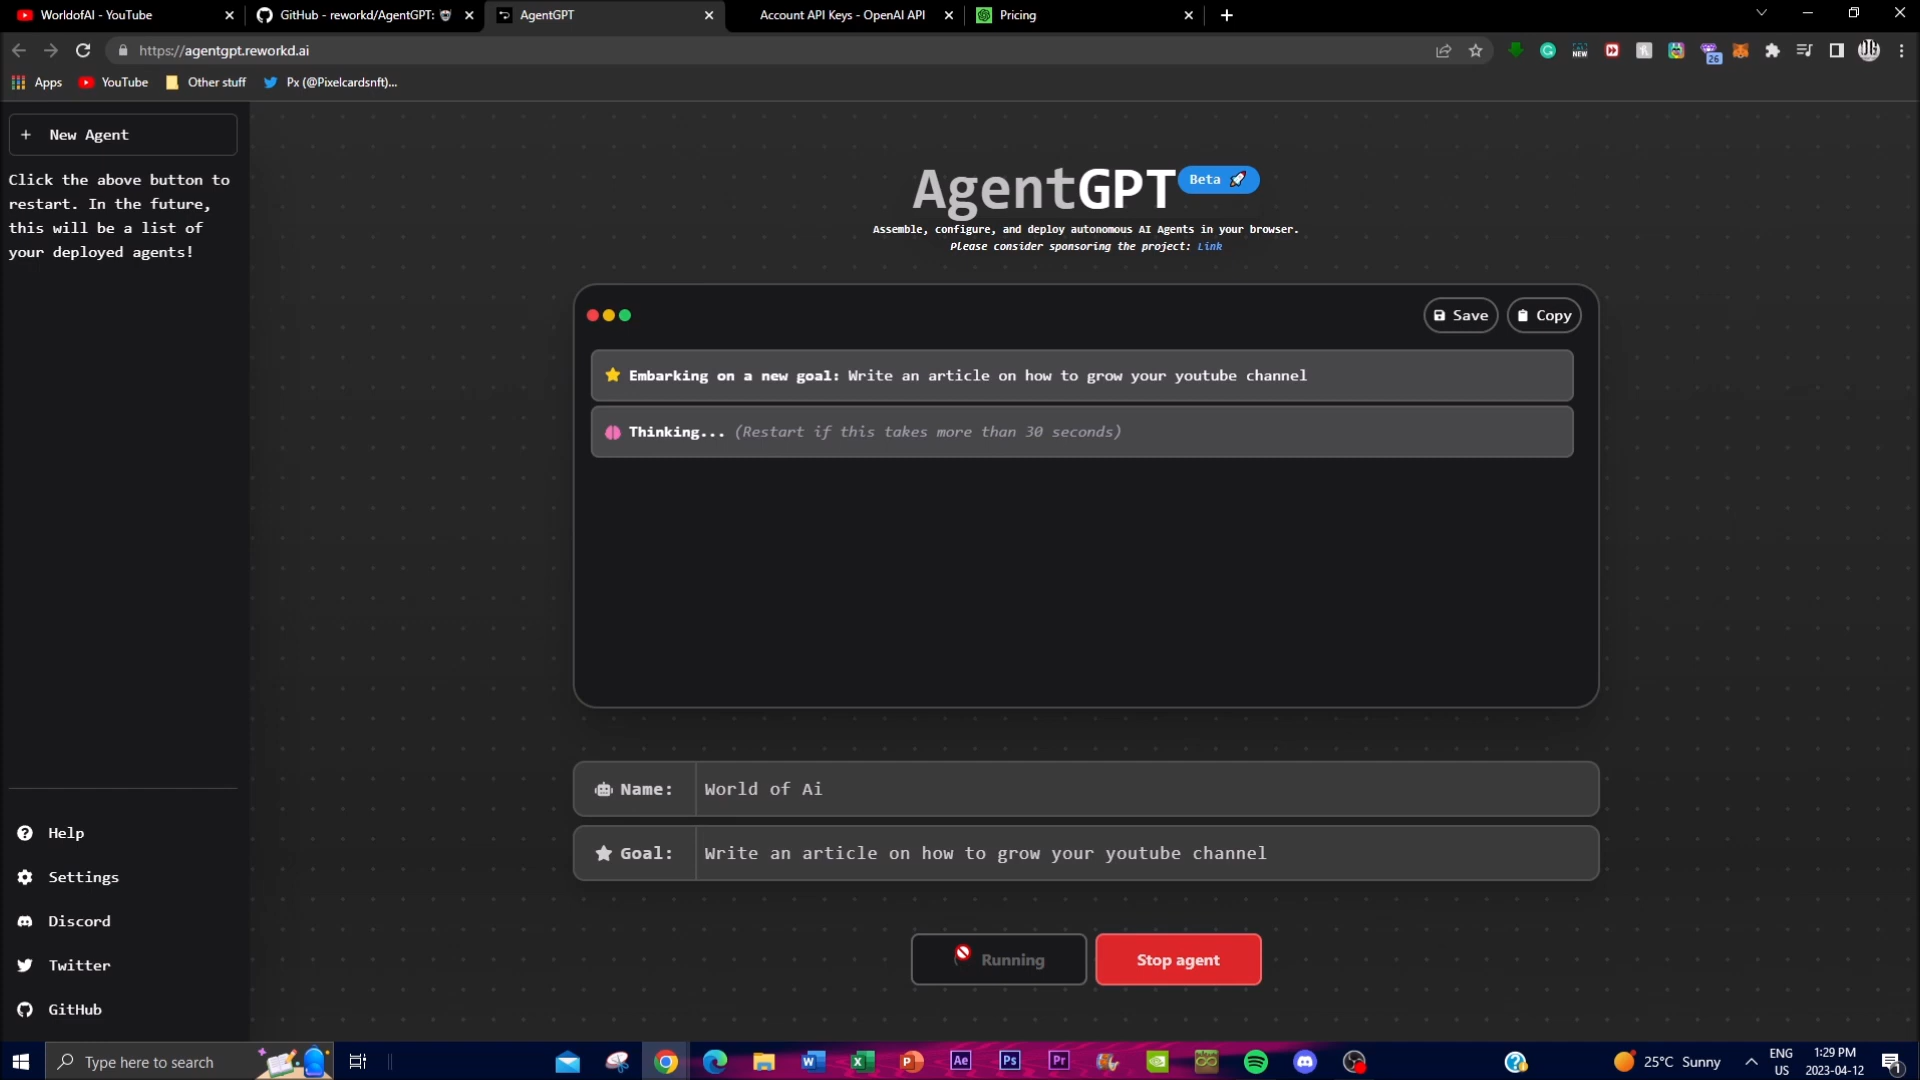 WorldofAI - YouTube
GitHub - reworkd/AgentGPT:
AgentGPT
Account API Keys - OpenAI API
Pricing
https://agentgpt.reworkd.ai
NEW
26
Apps
YouTube
Other stuff
Px (@Pixelcardsnft)...
+ New Agent
Click the above button to
restart. In the future,
this will be a list of
your deployed agents!
AgentGPT
Beta
Assemble, configure, and deploy autonomous AI Agents in your browser.
Please consider sponsoring the project: Link
Save
Copy
Embarking on a new goal: Write an article on how to grow your youtube channel
Thinking... (Restart if this takes more than 30 seconds)
Name: World of Ai
Goal: Write an article on how to grow your youtube channel
Running
Stop agent
Help
Settings
Discord
Twitter
GitHub
Type here to search
Ae
Ps
Pr
25°C Sunny
ENG
US
1:29 PM
2023-04-12
1